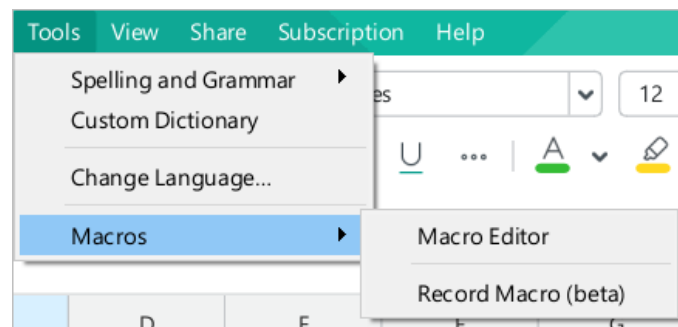 Tools View Share Subscription Help
Spelling and Grammar
es
12
Custom Dictionary
U
A
Change Language...
Macros
Macro Editor
Record Macro (beta)
D